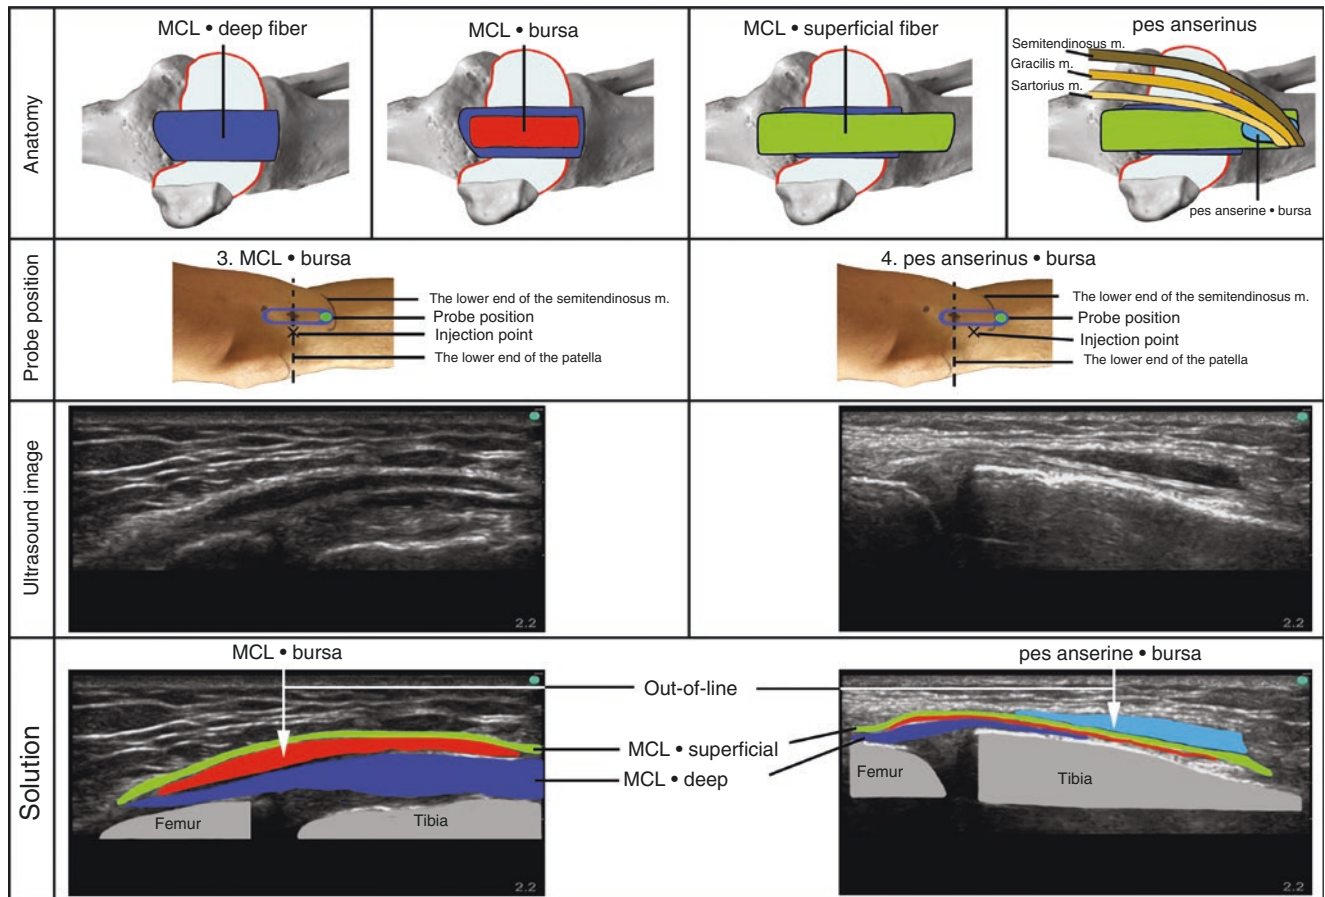 Anatomy
MCL • deep fiber
MCL • bursa
MCL • superficial fiber
pes anserinus
Semitendinosus m.
Gracilis m.
Sartorius m.
pes anserine • bursa
Probe position
3. MCL • bursa
The lower end of the semitendinosus m.
Probe position
Injection point
The lower end of the patella
4. pes anserinus • bursa
The lower end of the semitendinosus m.
Probe position
Injection point
The lower end of the patella
Ultrasound image
2.2
2.2
Solution
MCL • bursa
pes anserine • bursa
Out-of-line
MCL • superficial
MCL • deep
Femur
Tibia
Femur
Tibia
2.2
2.2